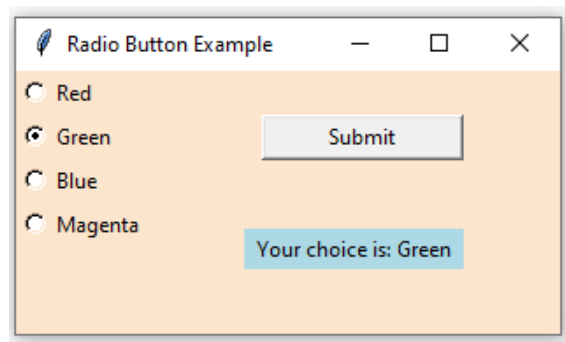 Radio Button Example
Red
Green
Submit
Blue
Magenta
Your choice is: Green